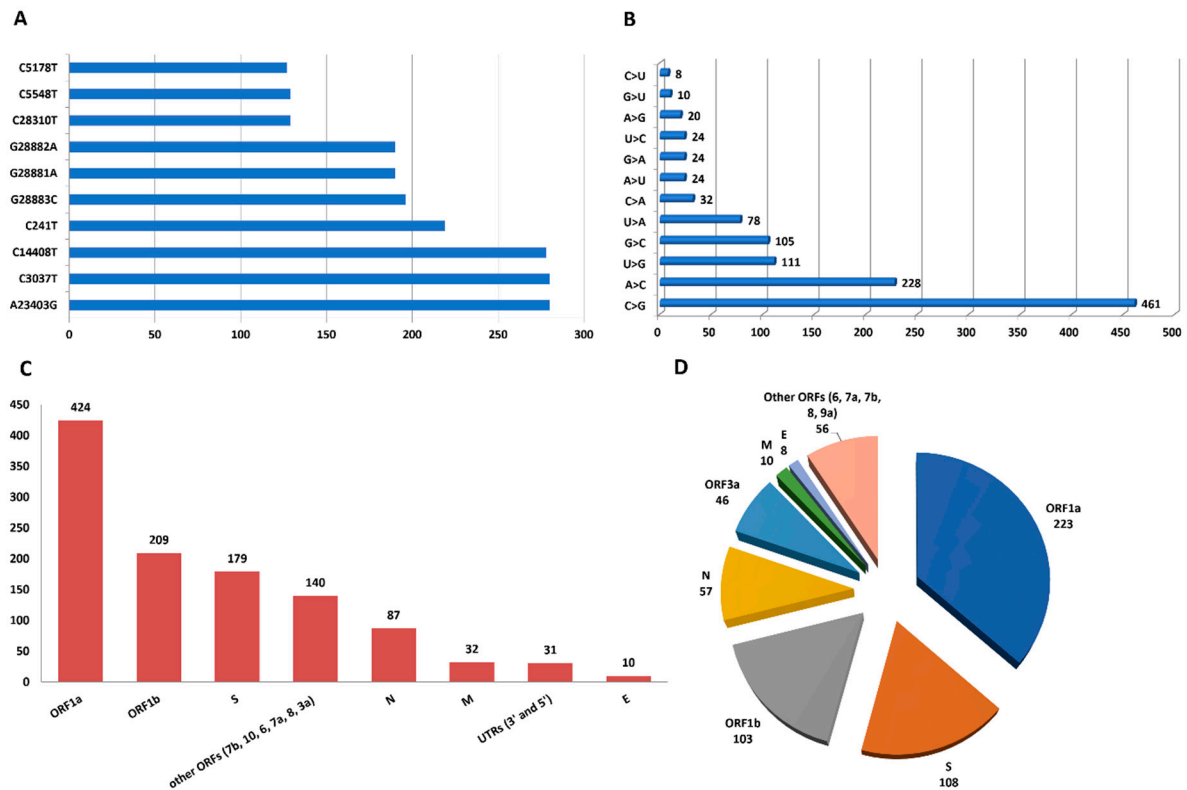 A
C5178T
C5548T
C28310T
G28882A
G28881A
G28883C
C241T
C14408T
C3037T
A23403G
0 50 100 150 200 250 300
B
C>U 8
G>U 10
A>G 20
U>C 24
G>A 24
A>U 24
C>A 32
U>A 78
G>C 105
U>G 111
A>C 228
C>G 461
0 50 100 150 200 250 300 350 400 450 500
C
450
400
350
300
250
200
150
100
50
0
424
209
179
140
87
32
31
10
ORF1a
ORF1b
S
other ORFs (7b, 10, 6, 7a, 8, 3a)
N
M
UTRs (3' and 5')
E
D
Other ORFs (6, 7a, 7b,
8, 9a)
56
E
8
M
10
ORF3a
46
N
57
ORF1b
103
S
108
ORF1a
223